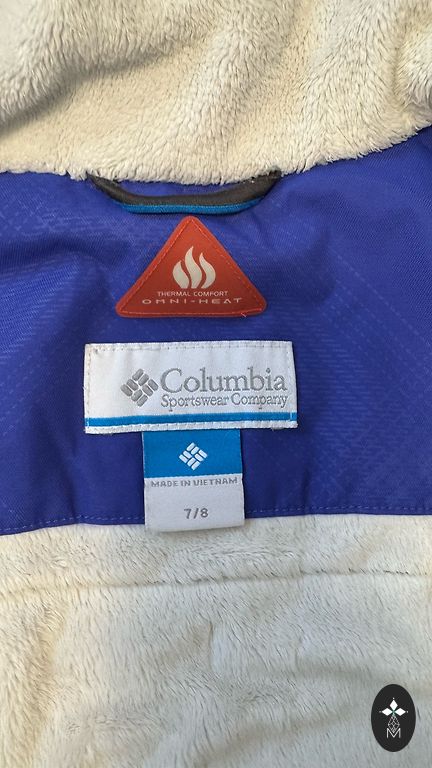 THERMAL COMFORT
OMNI-HEAT
Columbia
Sportswear Company
MADE IN VIETNAM
7/8